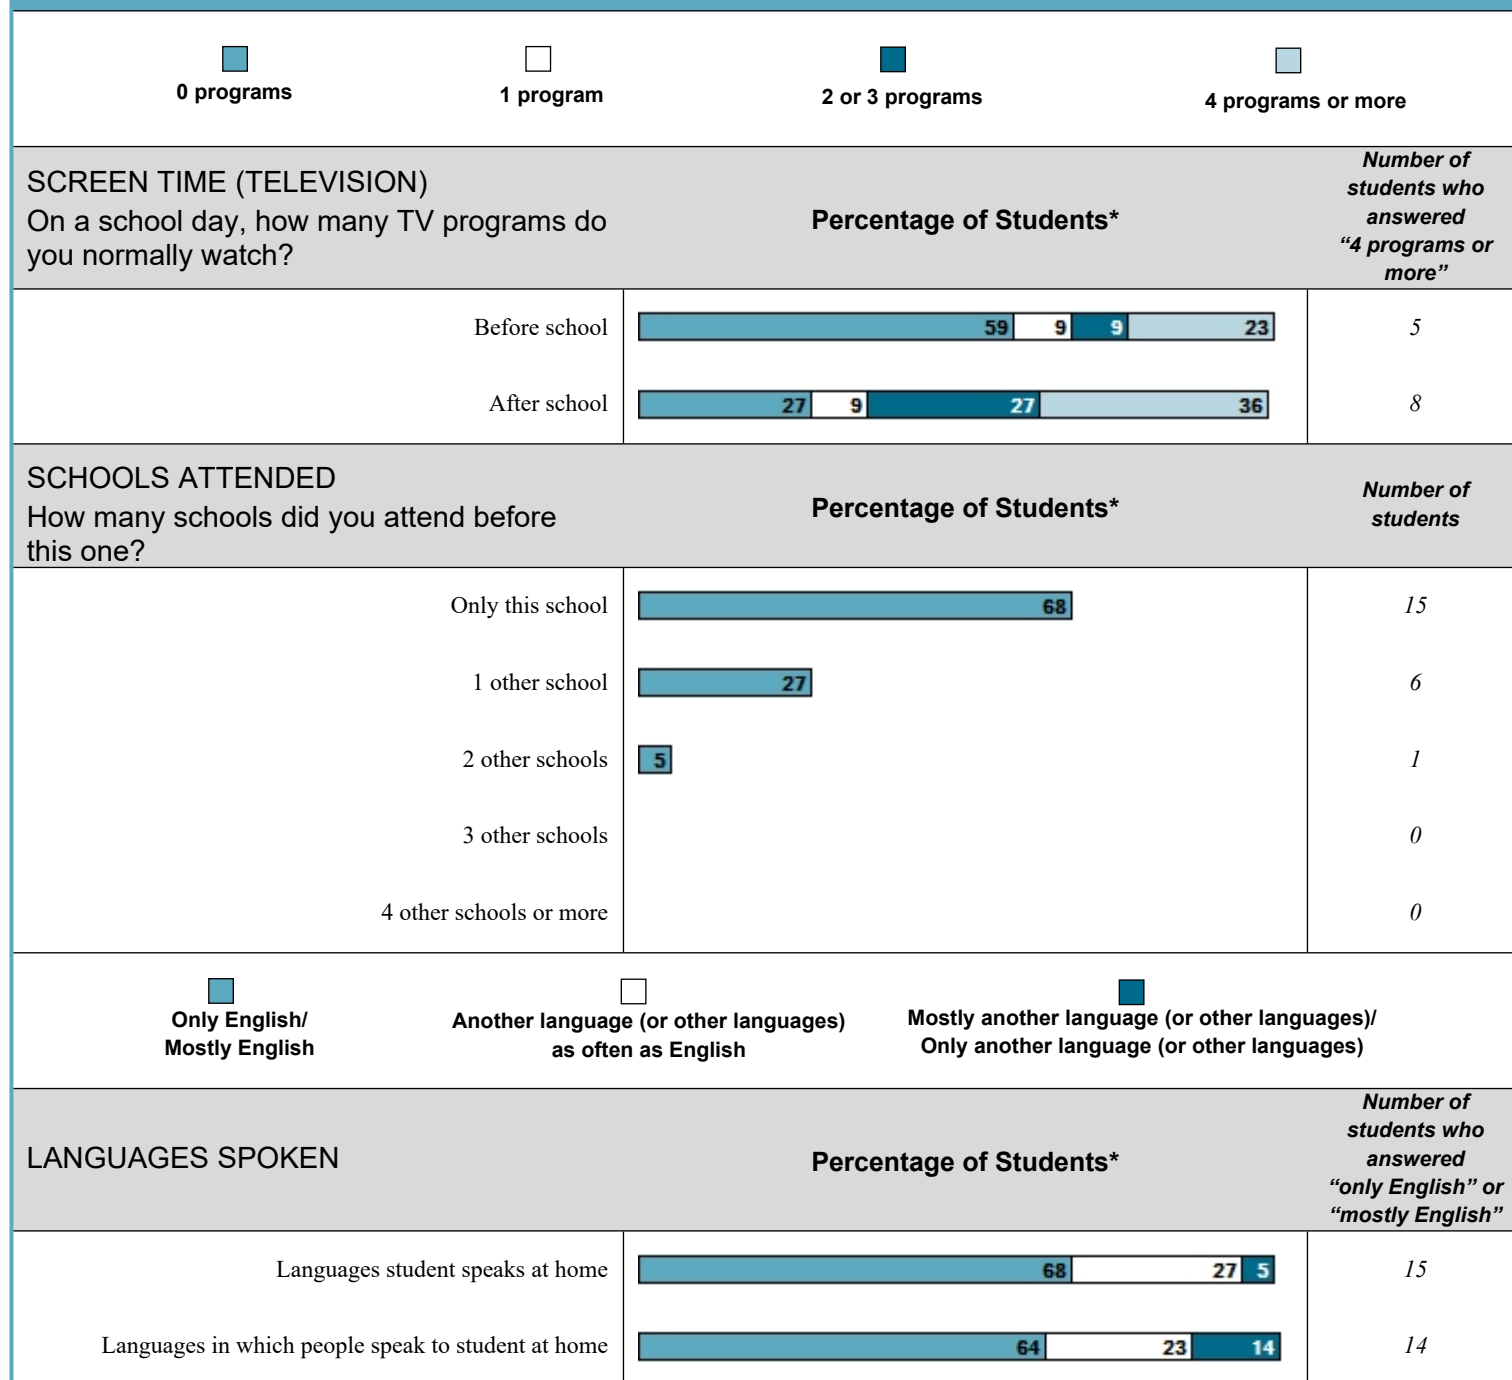 0 programs
1 program
2 or 3 programs
4 programs or more
SCREEN TIME (TELEVISION)
On a school day, how many TV programs do
you normally watch?
Percentage of Students*
Number of
students who
answered
“4 programs or
more”
Before school
59 9 9 23
5
After school
27 9 27 36
8
SCHOOLS ATTENDED
How many schools did you attend before
this one?
Percentage of Students*
Number of
students
Only this school
68
15
1 other school
27
6
2 other schools
5
1
3 other schools
0
4 other schools or more
0
Only English/
Mostly English
Another language (or other languages)
as often as English
Mostly another language (or other languages)/
Only another language (or other languages)
LANGUAGES SPOKEN
Percentage of Students*
Number of
students who
answered
“only English” or
“mostly English”
Languages student speaks at home
68 27 5
15
Languages in which people speak to student at home
64 23 14
14